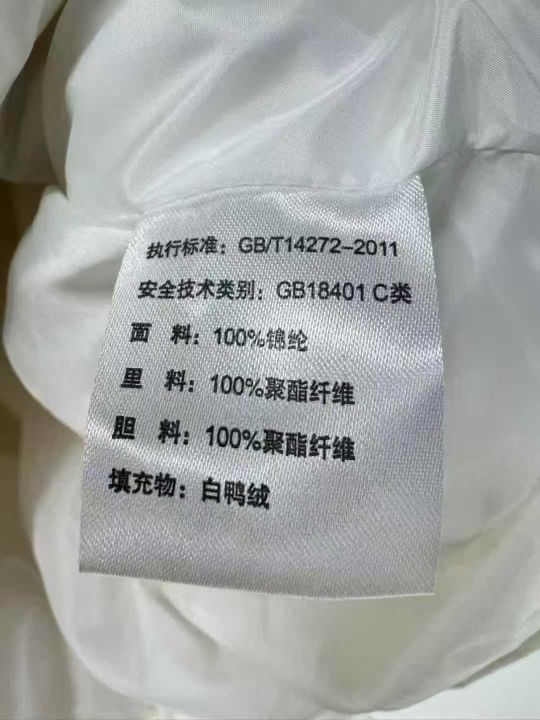 执行标准：GB/T14272-2011
安全技术类别：GB18401 C类
面 料：100%锦纶
里 料：100%聚酯纤维
胆 料：100%聚酯纤维
填充物：白鸭绒